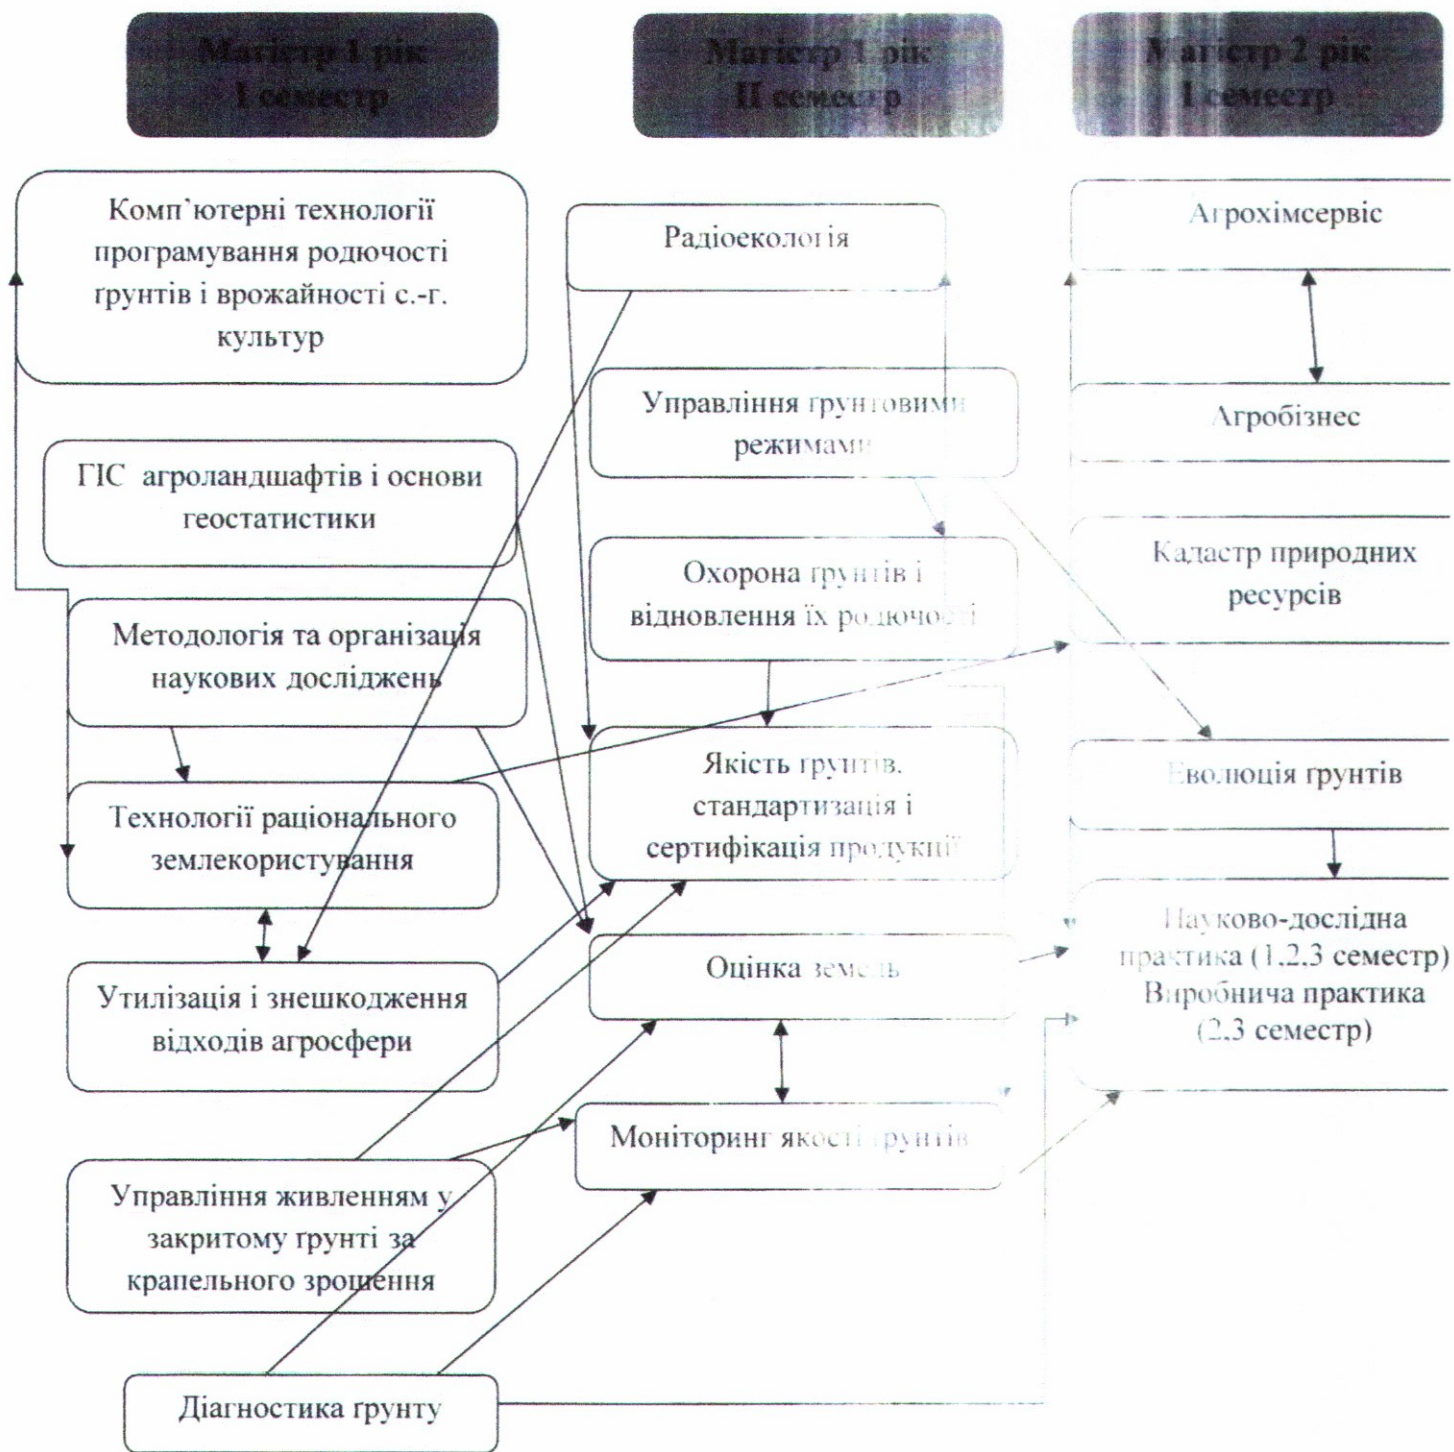 Магістр 1 рік
І семестр
Магістр 1 рік
ІІ семестр
Магістр 2 рік
І семестр
Комп’ютерні технології
програмування родючості
ґрунтів і врожайності с.-г.
культур
ГІС агроландшафтів і основи
геостатистики
Методологія та організація
наукових досліджень
Технології раціонального
землекористування
Утилізація і знешкодження
відходів агросфери
Управління живленням у
закритому ґрунті за
крапельного зрошення
Діагностика ґрунту
Радіоекологія
Управління ґрунтовими
режимами
Охорона ґрунтів і
відновлення їх родючості
Якість ґрунтів.
стандартизація і
сертифікація продукції
Оцінка земель
Моніторинг якості ґрунтів
Агрохімсервіс
Агробізнес
Кадастр природних
ресурсів
Еволюція ґрунтів
Науково-дослідна
практика (1,2,3 семестр)
Виробнича практика
(2,3 семестр)